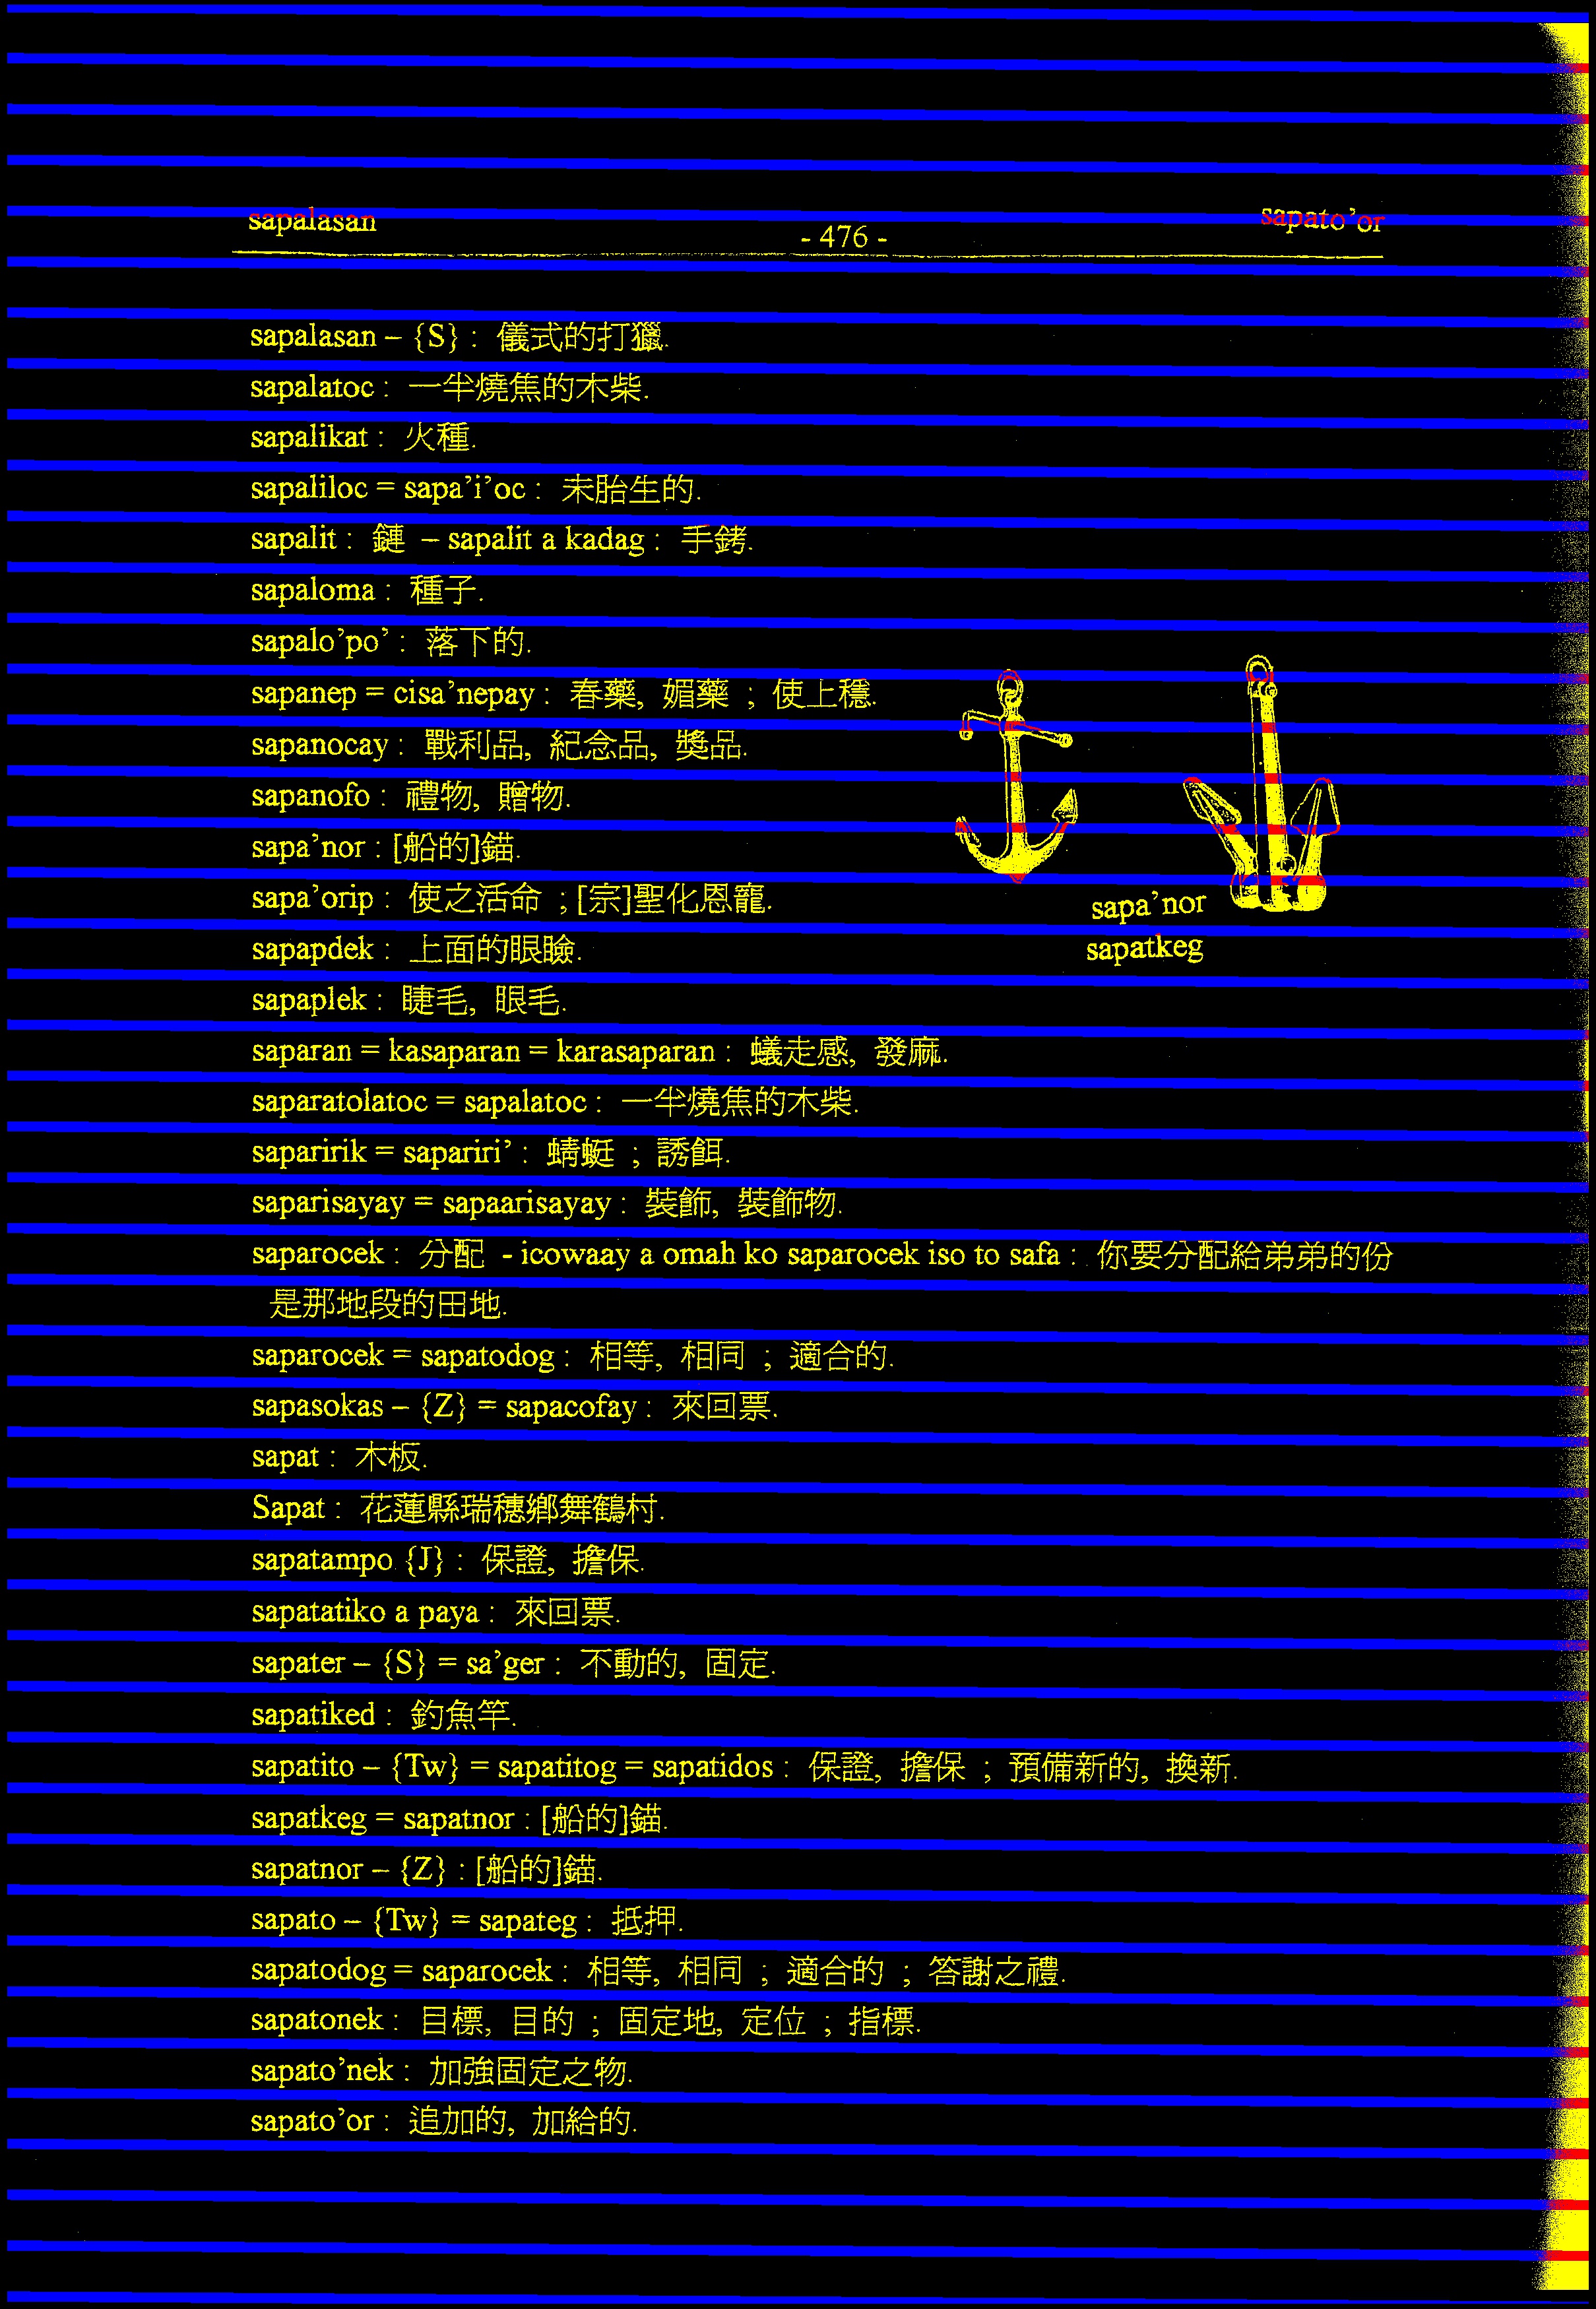 sapalasan - 476 - sapato’or
sapalasan – {S} : 儀式的打獵.
sapalatoc : 一半燒焦的木柴.
sapalikat : 火種.
sapaliloc = sapa’i’oc : 未胎生的.
sapalit : 鏈 – sapalit a kadag : 手銬.
sapaloma : 種子.
sapalo’po’ : 落下的.
sapanep = cisa’nepay : 春藥, 媚藥 ; 使上穩.
sapanocay : 戰利品, 紀念品, 獎品.
sapanofo : 禮物, 贈物.
sapa’nor : [船的]錨.
sapa’orip : 使之活命 ; [宗]聖化恩寵.
sapa’nor
sapatkeg
sapapdek : 上面的眼瞼.
sapaplek : 睫毛, 眼毛.
saparan = kasaparan = karasaparan : 蟻走感, 發麻.
saparatolatoc = sapalatoc : 一半燒焦的木柴.
saparirik = sapariri’ : 蜻蜓 ; 誘餌.
saparisayay = sapaarisayay : 裝飾, 裝飾物.
saparocek : 分配 - icowaay a omah ko saparocek iso to safa : 你要分配給弟弟的份
是那地段的田地.
saparocek = sapatodog : 相等, 相同 ; 適合的.
sapasokas – {Z} = sapacofay : 來回票.
sapat : 木板.
Sapat : 花蓮縣瑞穗鄉舞鶴村.
sapatampo {J} : 保證, 擔保.
sapatatiko a paya : 來回票.
sapater – {S} = sa’ger : 不動的, 固定.
sapatiked : 釣魚竿.
sapatito – {Tw} = sapatitog = sapatidos : 保證, 擔保 ; 預備新的, 換新.
sapatkeg = sapatnor : [船的]錨.
sapatnor – {Z} : [船的]錨.
sapato – {Tw} = sapateg : 抵押.
sapatodog = saparocek : 相等, 相同 ; 適合的 ; 答謝之禮.
sapatonek : 目標, 目的 ; 固定地, 定位 ; 指標.
sapato’nek : 加強固定之物.
sapato’or : 追加的, 加給的.